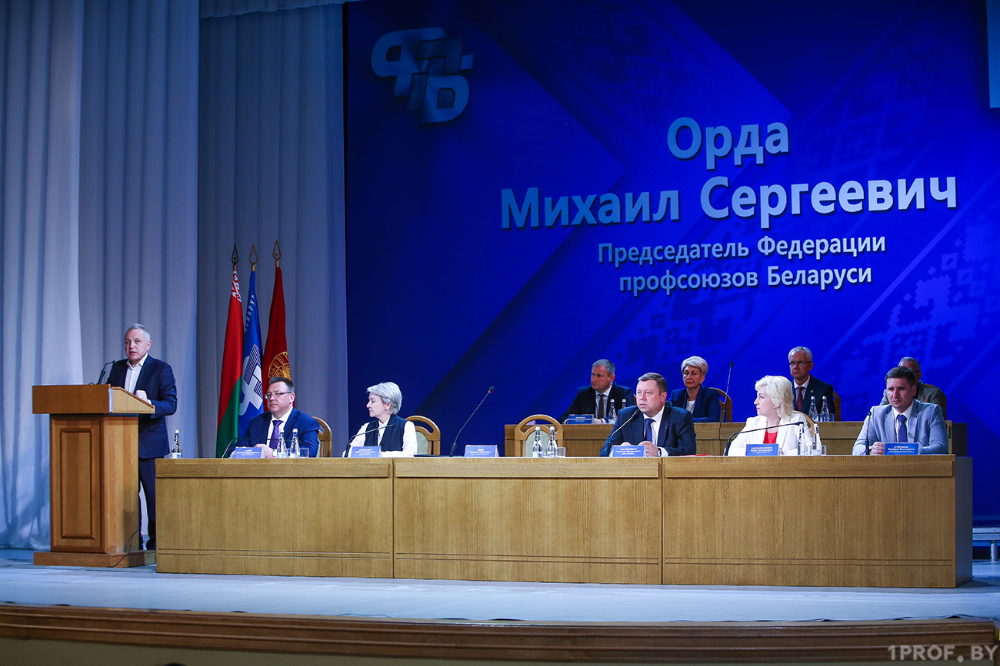 ФПБ
Орда
Михаил Сергеевич
Председатель Федерации
профсоюзов Беларуси
1PROF.BY